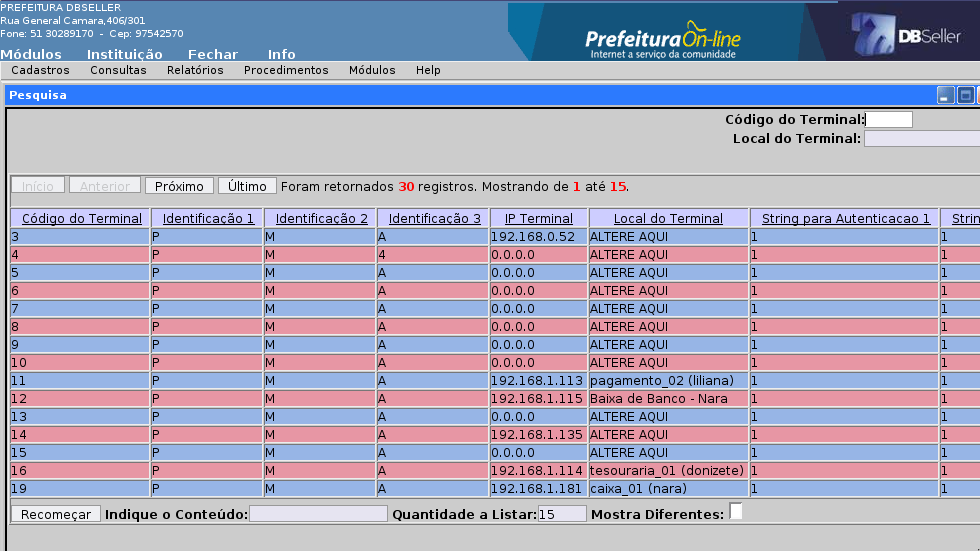 PREFEITURA DBSELLER
Rua General Camara,406/301
Fone: 51 30289170 - Cep: 97542570
Prefeitura On-line
Internet a serviço da comunidade
DBSeller
Módulos Instituição Fechar Info
Cadastros Consultas Relatórios Procedimentos Módulos Help
Pesquisa
Código do Terminal:
Local do Terminal:
Início Anterior Próximo Último Foram retornados 30 registros. Mostrando de 1 até 15.
Código do Terminal Identificação 1 Identificação 2 Identificação 3 IP Terminal Local do Terminal String para Autenticacao 1 Strin
3 P M A 192.168.0.52 ALTERE AQUI 1 1
4 P M 4 0.0.0.0 ALTERE AQUI 1 1
5 P M A 0.0.0.0 ALTERE AQUI 1 1
6 P M A 0.0.0.0 ALTERE AQUI 1 1
7 P M A 0.0.0.0 ALTERE AQUI 1 1
8 P M A 0.0.0.0 ALTERE AQUI 1 1
9 P M A 0.0.0.0 ALTERE AQUI 1 1
10 P M A 0.0.0.0 ALTERE AQUI 1 1
11 P M A 192.168.1.113 pagamento_02 (liliana) 1 1
12 P M A 192.168.1.115 Baixa de Banco - Nara 1 1
13 P M A 0.0.0.0 ALTERE AQUI 1 1
14 P M A 192.168.1.135 ALTERE AQUI 1 1
15 P M A 0.0.0.0 ALTERE AQUI 1 1
16 P M A 192.168.1.114 tesouraria_01 (donizete) 1 1
19 P M A 192.168.1.181 caixa_01 (nara) 1 1
Recomeçar Indique o Conteúdo: Quantidade a Listar: 15 Mostra Diferentes: